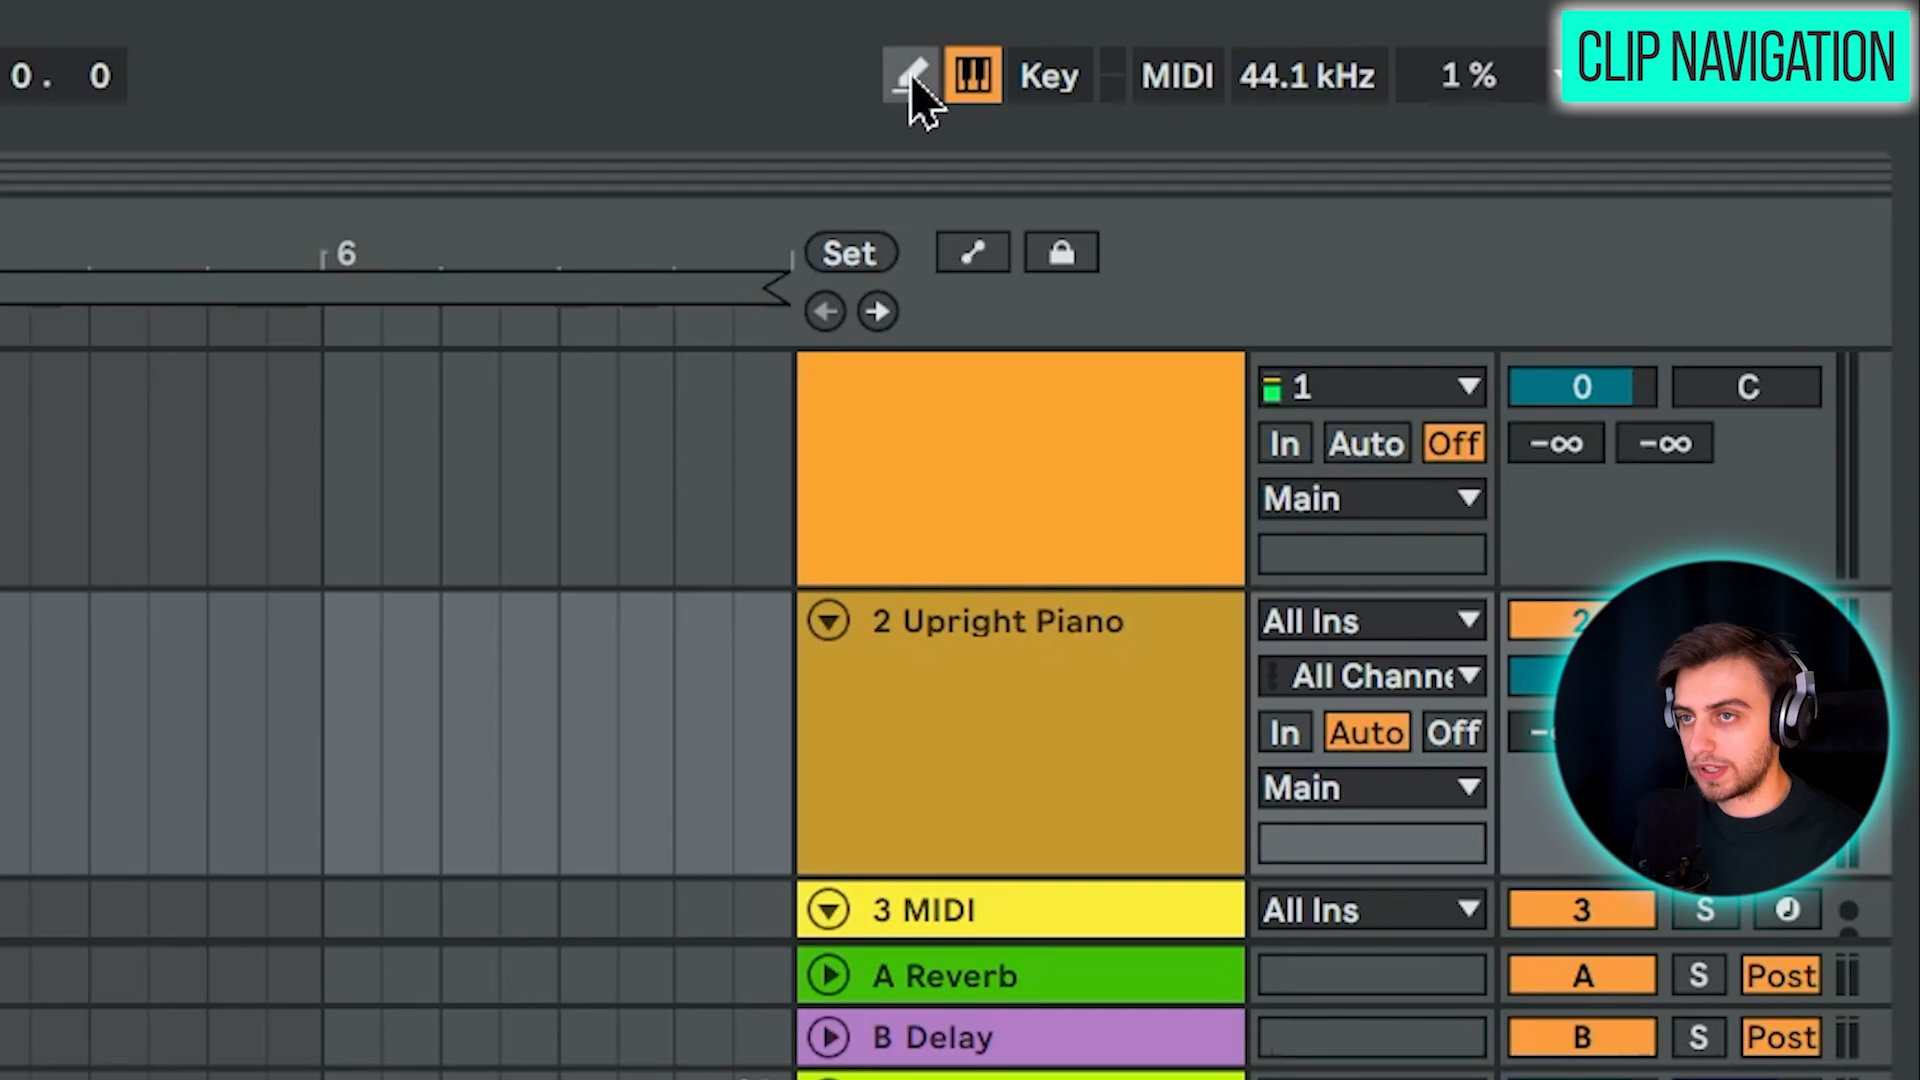 CLIP NAVIGATION
0. 0
Key
MIDI
44.1 kHz
1 %
6
Set
1
0
C
In
Auto
Off
-∞
-∞
Main
2 Upright Piano
All Ins
2
All Channe
In
Auto
Off
Main
3 MIDI
All Ins
3
S
A Reverb
A
S
Post
B Delay
B
S
Post